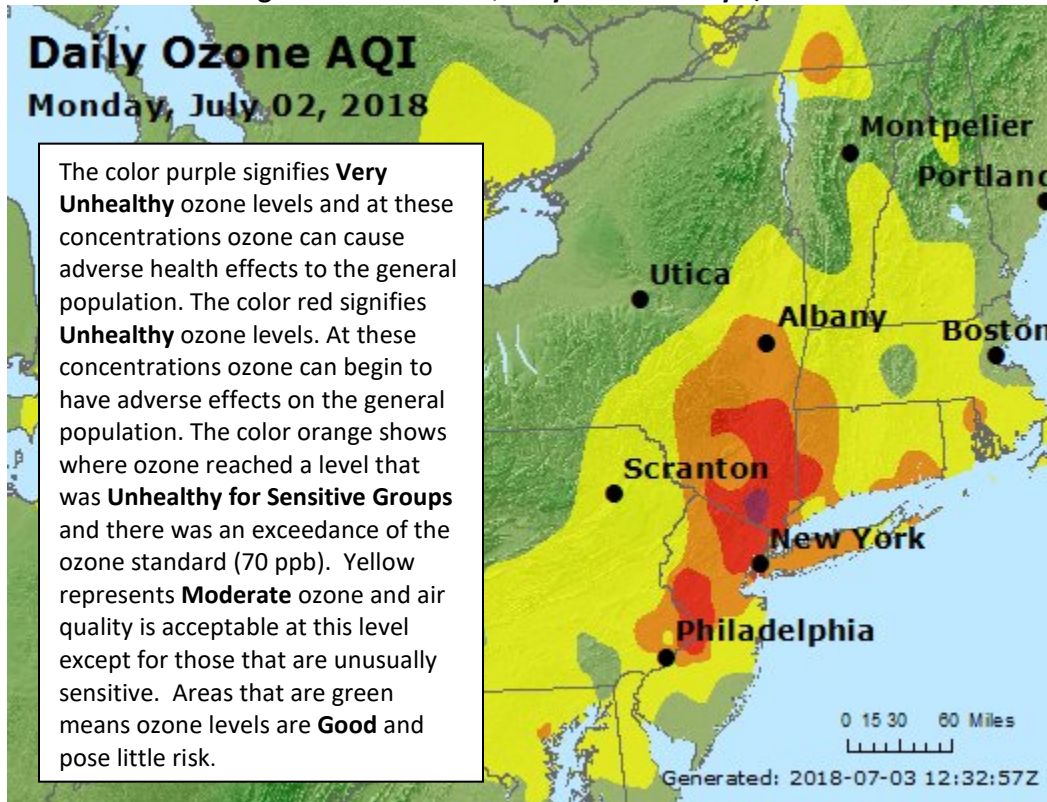 Daily Ozone AQI
Monday, July 02, 2018
The color purple signifies Very
Unhealthy ozone levels and at these
concentrations ozone can cause
adverse health effects to the general
population. The color red signifies
Unhealthy ozone levels. At these
concentrations ozone can begin to
have adverse effects on the general
population. The color orange shows
where ozone reached a level that
was Unhealthy for Sensitive Groups
and there was an exceedance of the
ozone standard (70 ppb). Yellow
represents Moderate ozone and air
quality is acceptable at this level
except for those that are unusually
sensitive. Areas that are green
means ozone levels are Good and
pose little risk.
Montpelier
Portland
Utica
Albany
Boston
Scranton
New York
Philadelphia
0 15 30 60 Miles
Generated: 2018-07-03 12:32:57Z